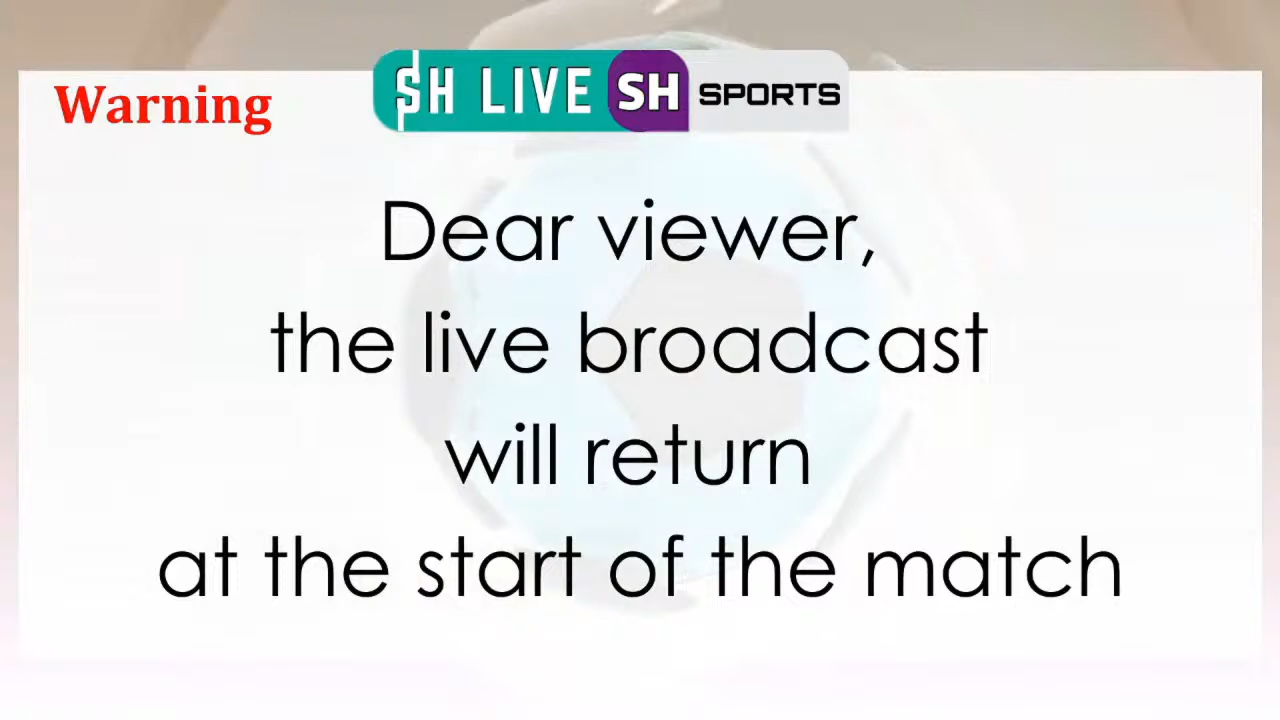 Warning
SH LIVE SH SPORTS
Dear viewer,
the live broadcast
will return
at the start of the match